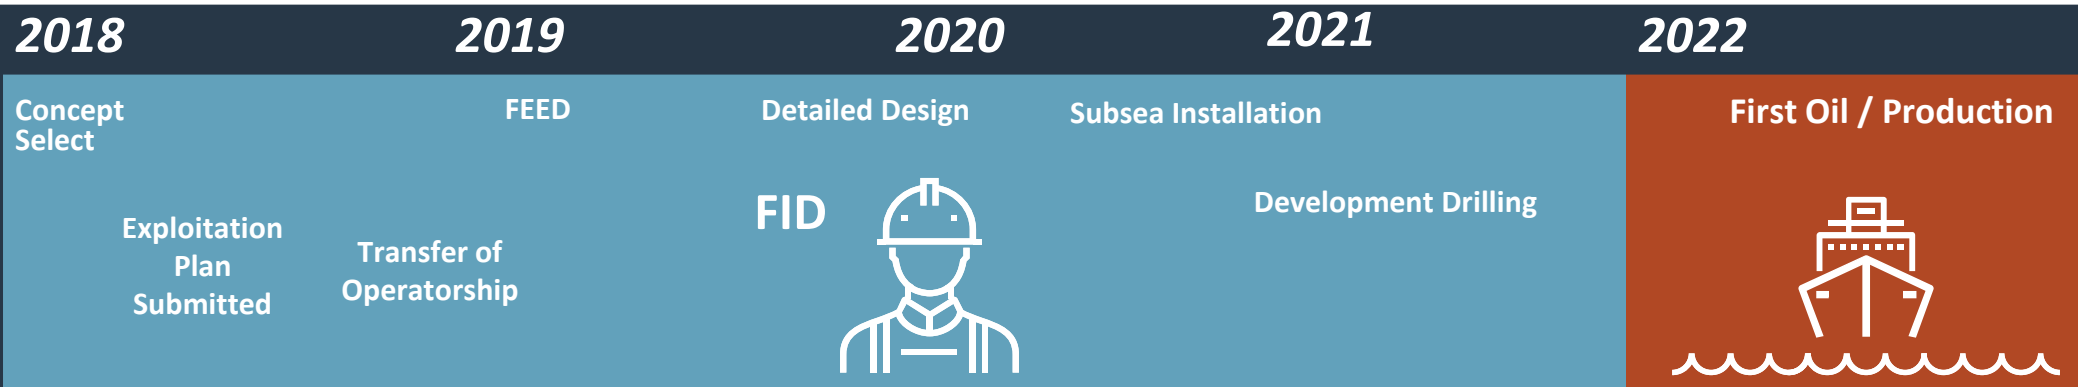 2018 2019 2020 2021 2022
Concept
Select
FEED
Detailed Design
Subsea Installation
First Oil / Production
Exploitation
Plan
Submitted
Transfer of
Operatorship
FID
Development Drilling